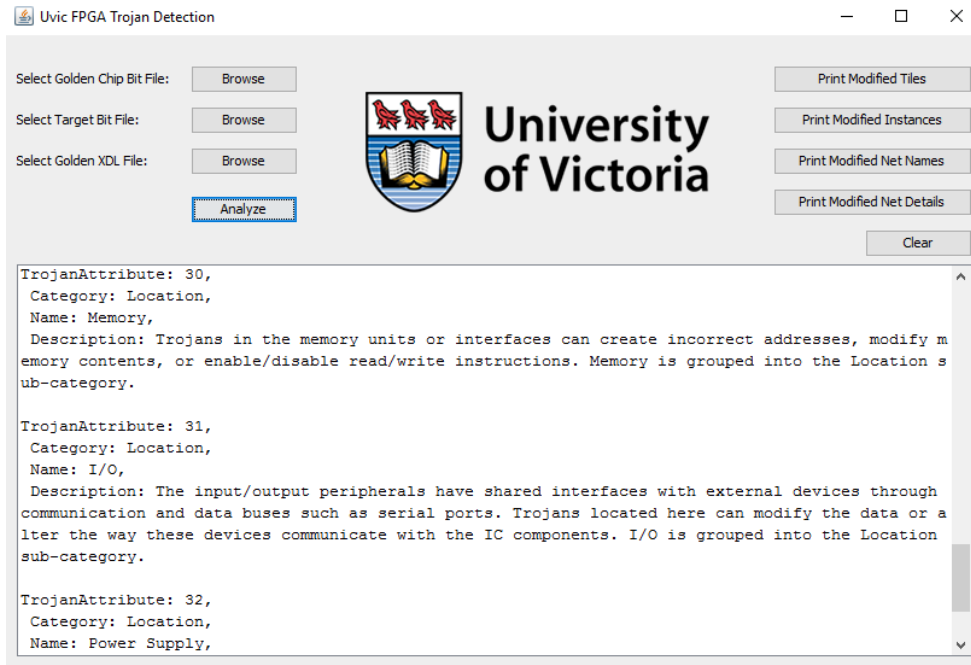 Uvic FPGA Trojan Detection
Select Golden Chip Bit File:
Browse
Select Target Bit File:
Browse
Select Golden XDL File:
Browse
Analyze
University
of Victoria
Print Modified Tiles
Print Modified Instances
Print Modified Net Names
Print Modified Net Details
Clear
TrojanAttribute: 30,
Category: Location,
Name: Memory,
Description: Trojans in the memory units or interfaces can create incorrect addresses, modify m
emory contents, or enable/disable read/write instructions. Memory is grouped into the Location s
ub-category.
TrojanAttribute: 31,
Category: Location,
Name: I/O,
Description: The input/output peripherals have shared interfaces with external devices through
communication and data buses such as serial ports. Trojans located here can modify the data or a
lter the way these devices communicate with the IC components. I/O is grouped into the Location
sub-category.
TrojanAttribute: 32,
Category: Location,
Name: Power Supply,